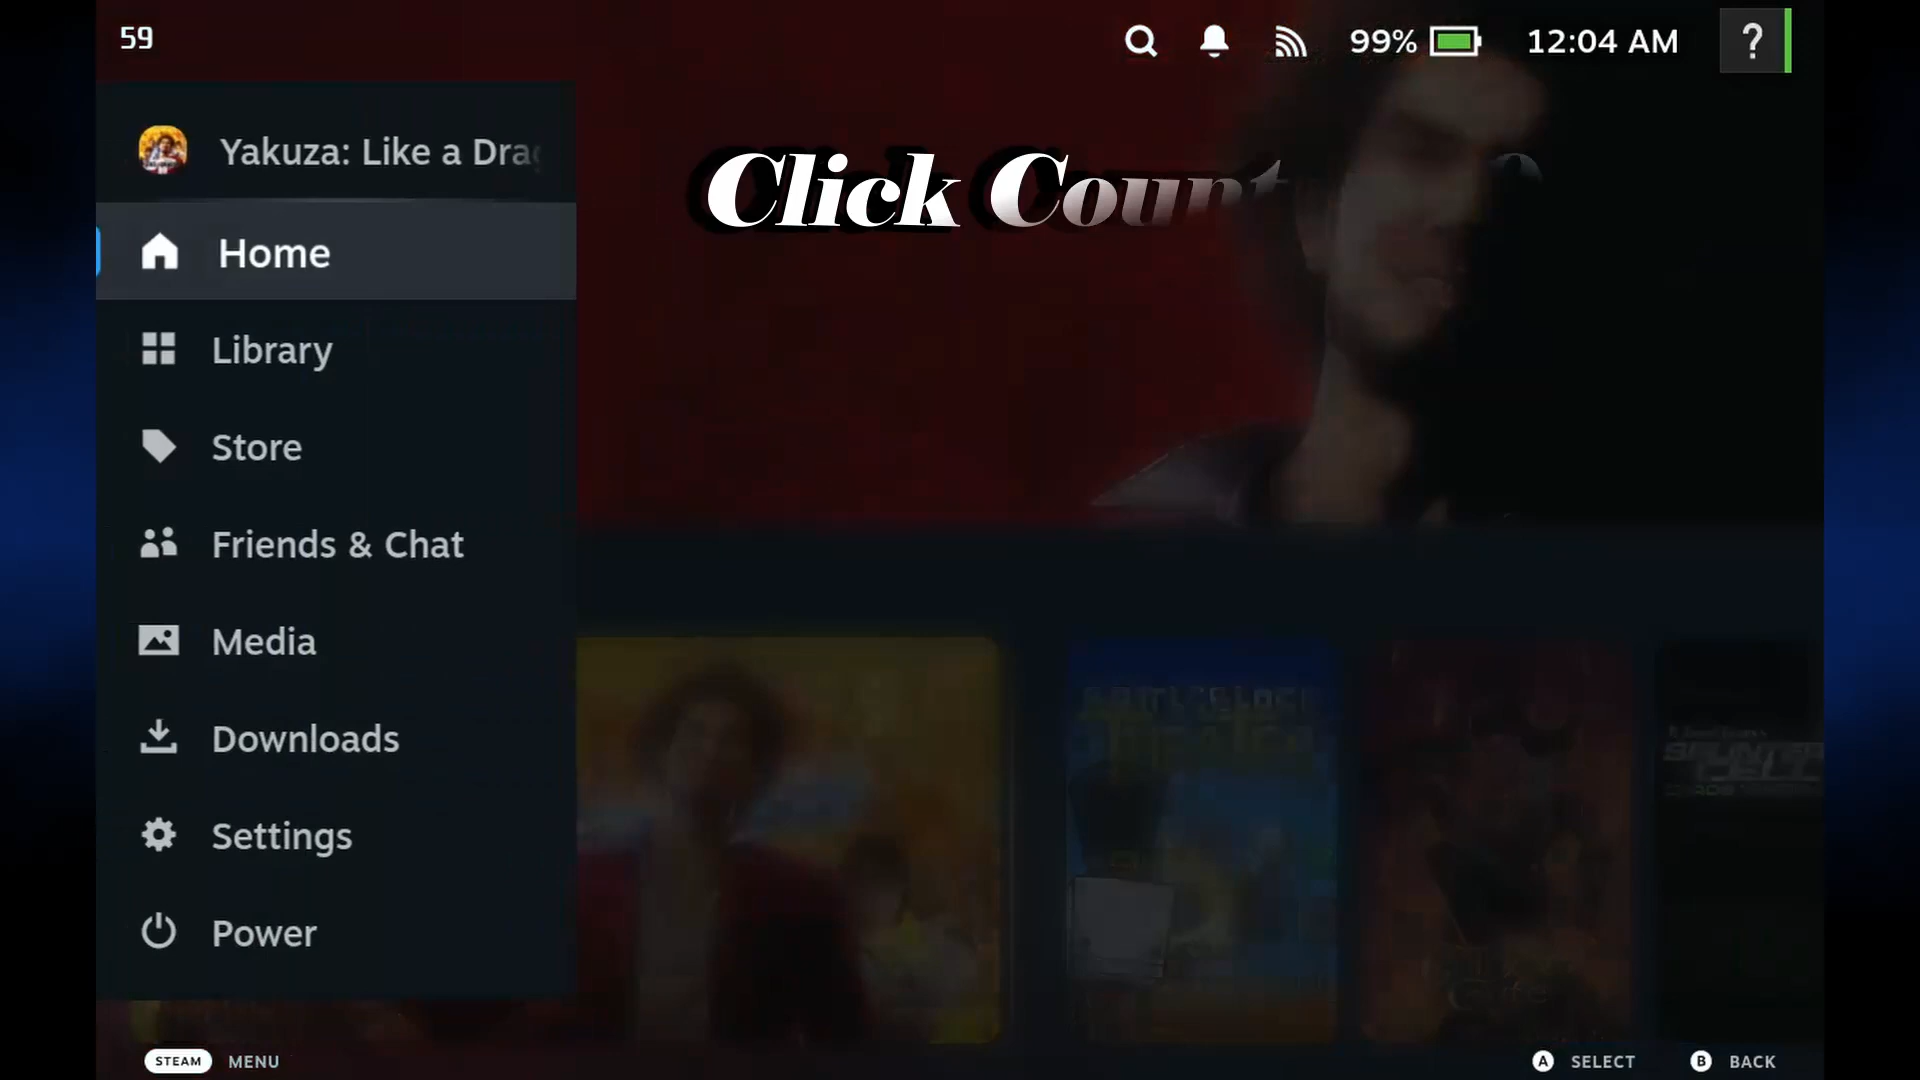 59
99%
12:04 AM
?
Yakuza: Like a Dra
Click Count
Home
Library
Store
Friends & Chat
Media
Downloads
Settings
Power
STEAM MENU
A SELECT
B BACK